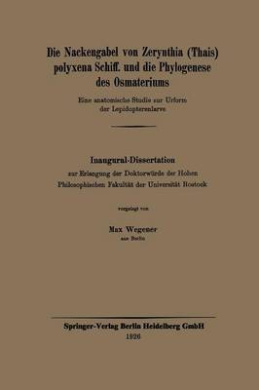 Die Nackengabel von Zerynthia (Thais)
polyxena Schiff. und die Phylogenese
des Osmateriums
Eine anatomische Studie zur Urform
der Lepidopterenlarve
Inaugural-Dissertation
zur Erlangung der Doktorwürde der Hohen
Philosophischen Fakultät der Universität Rostock
vorgelegt von
Max Wegener
aus Berlin
Springer-Verlag Berlin Heidelberg GmbH
1926